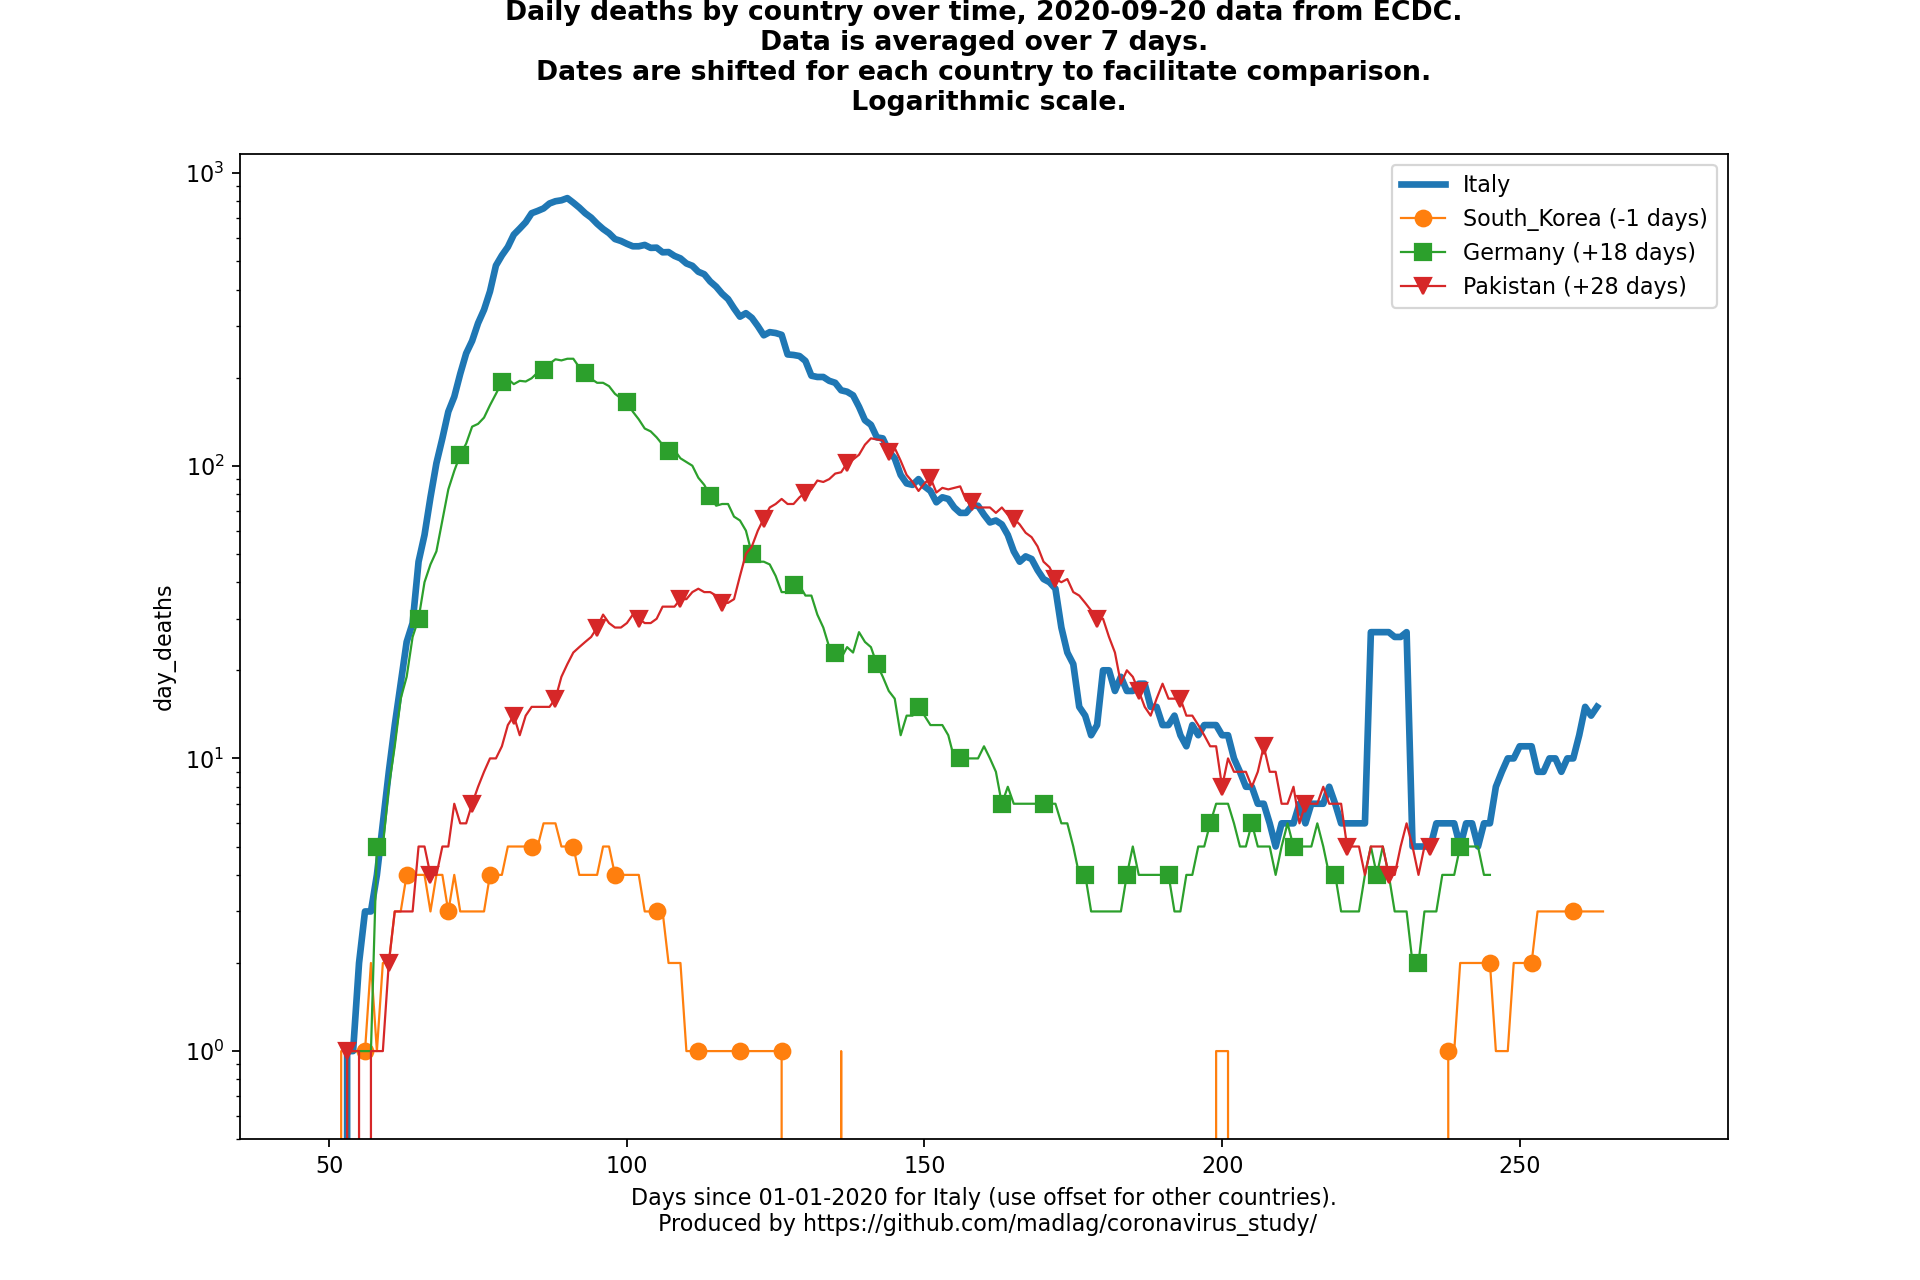 Daily deaths by country over time, 2020-09-20 data from ECDC.
Data is averaged over 7 days.
Dates are shifted for each country to facilitate comparison.
Logarithmic scale.
10³
10²
10¹
10⁰
day_deaths
Italy
South_Korea (-1 days)
Germany (+18 days)
Pakistan (+28 days)
50 100 150 200 250
Days since 01-01-2020 for Italy (use offset for other countries).
Produced by https://github.com/madlag/coronavirus_study/